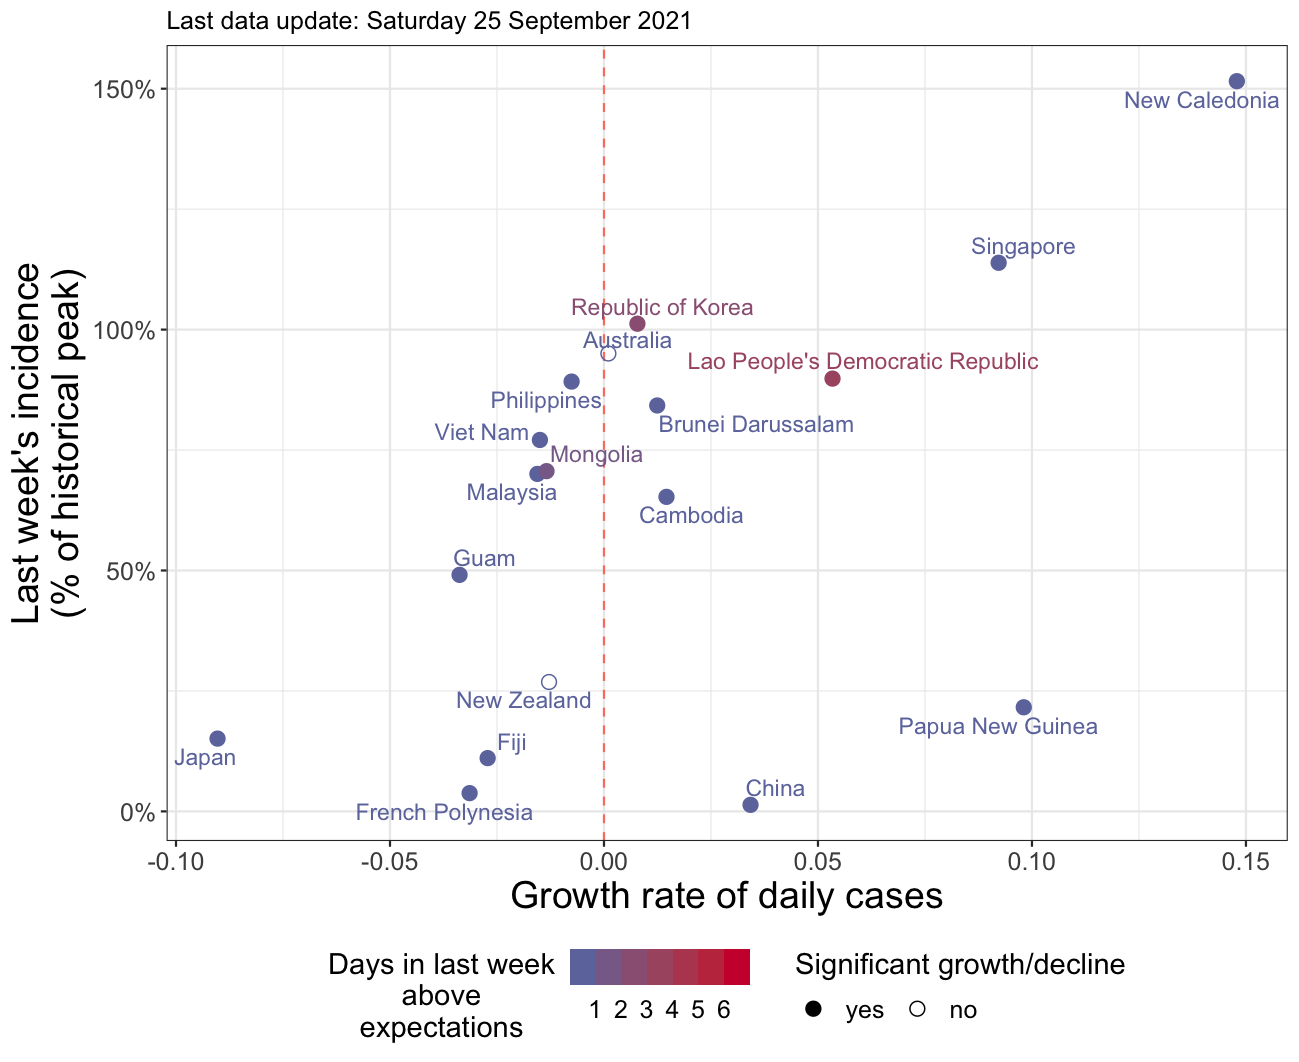 Last data update: Saturday 25 September 2021
150%
New Caledonia
Singapore
Republic of Korea
100%
Australia
Lao People's Democratic Republic
Philippines
Brunei Darussalam
Viet Nam
Mongolia
Malaysia
Cambodia
Guam
50%
New Zealand
Papua New Guinea
Fiji
Japan
China
French Polynesia
0%
Last week's incidence
(% of historical peak)
-0.10 -0.05 0.00 0.05 0.10 0.15
Growth rate of daily cases
Days in last week
above
expectations
1 2 3 4 5 6
Significant growth/decline
yes no